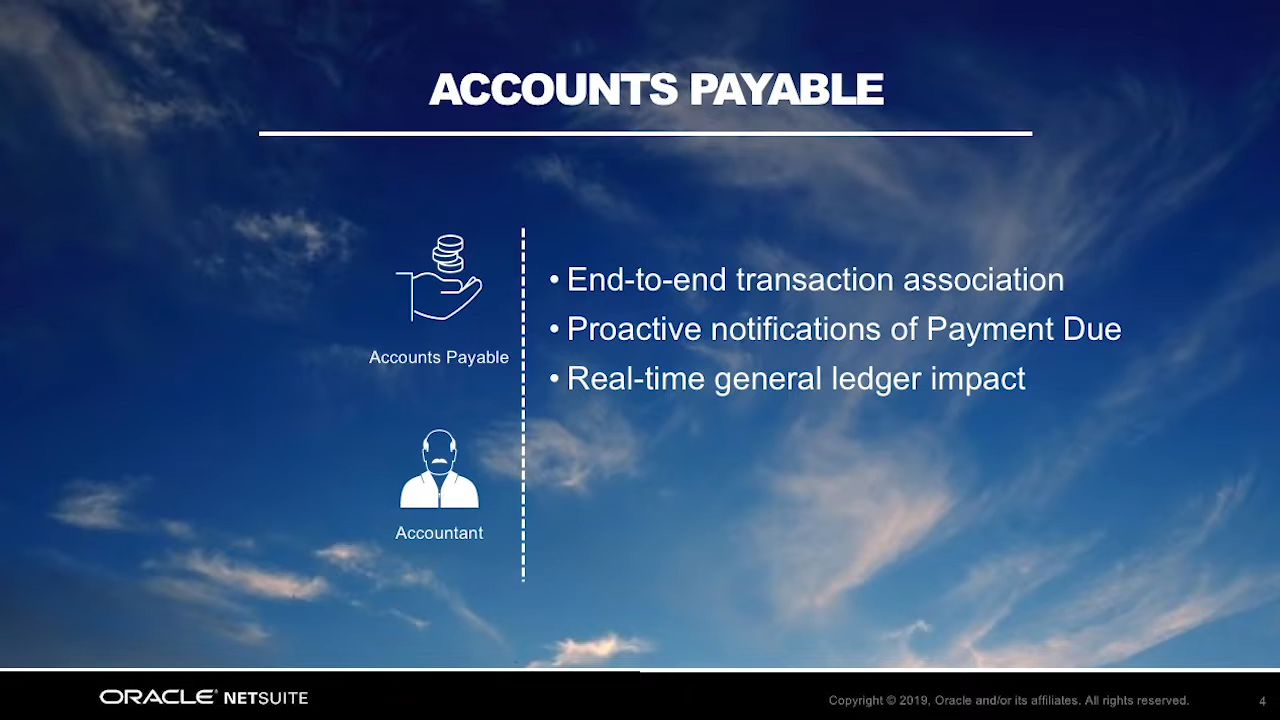 ACCOUNTS PAYABLE
Accounts Payable
• End-to-end transaction association
• Proactive notifications of Payment Due
• Real-time general ledger impact
Accountant
ORACLE® NETSUITE
Copyright © 2019, Oracle and/or its affiliates. All rights reserved.
4